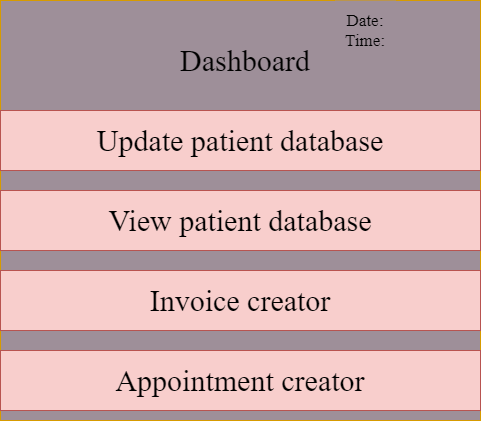 Date:
Time:
Dashboard
Update patient database
View patient database
Invoice creator
Appointment creator